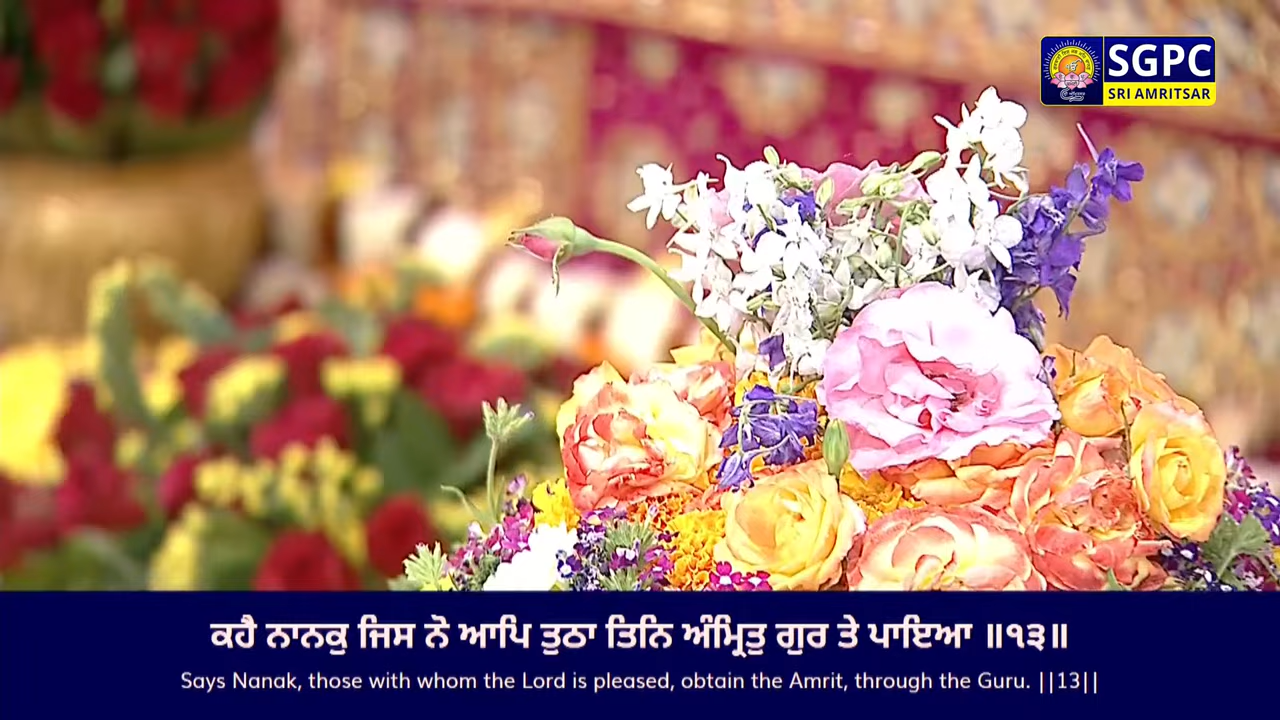 SGPC
SRI AMRITSAR
ਕਹੈ ਨਾਨਕੁ ਜਿਸ ਨੋ ਆਪਿ ਤੁਠਾ ਤਿਨਿ ਅੰਮ੍ਰਿਤੁ ਗੁਰ ਤੇ ਪਾਇਆ ॥੧੩॥
Says Nanak, those with whom the Lord is pleased, obtain the Amrit, through the Guru. ||13||